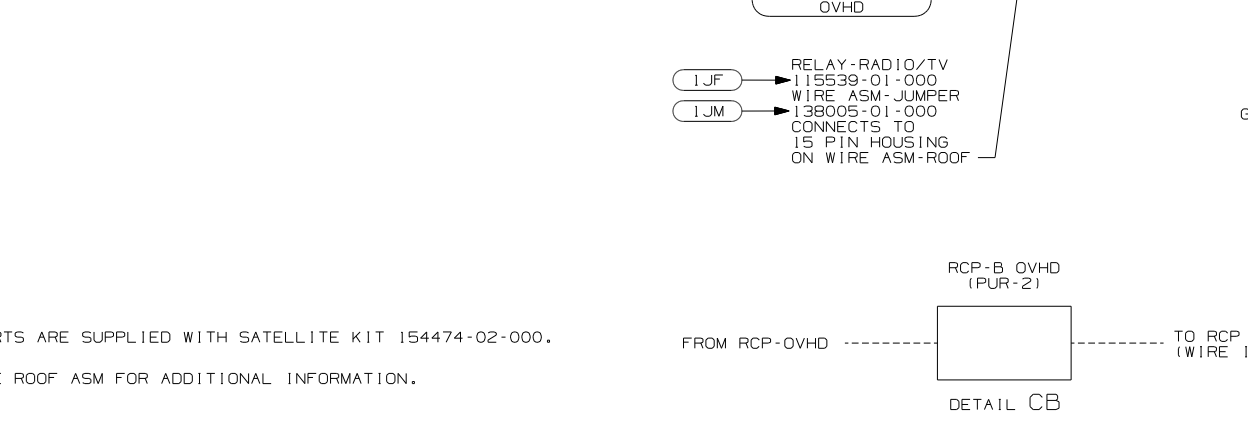 OVHD
1JF
RELAY-RADIO/TV
115539-01-000
WIRE ASM-JUMPER
1JM
138005-01-000
CONNECTS TO
15 PIN HOUSING
ON WIRE ASM-ROOF
G
RCP-B OVHD
(PUR-2)
RTS ARE SUPPLIED WITH SATELLITE KIT 154474-02-000.
FROM RCP-OVHD
TO RCP
(WIRE 1
E ROOF ASM FOR ADDITIONAL INFORMATION.
DETAIL CB